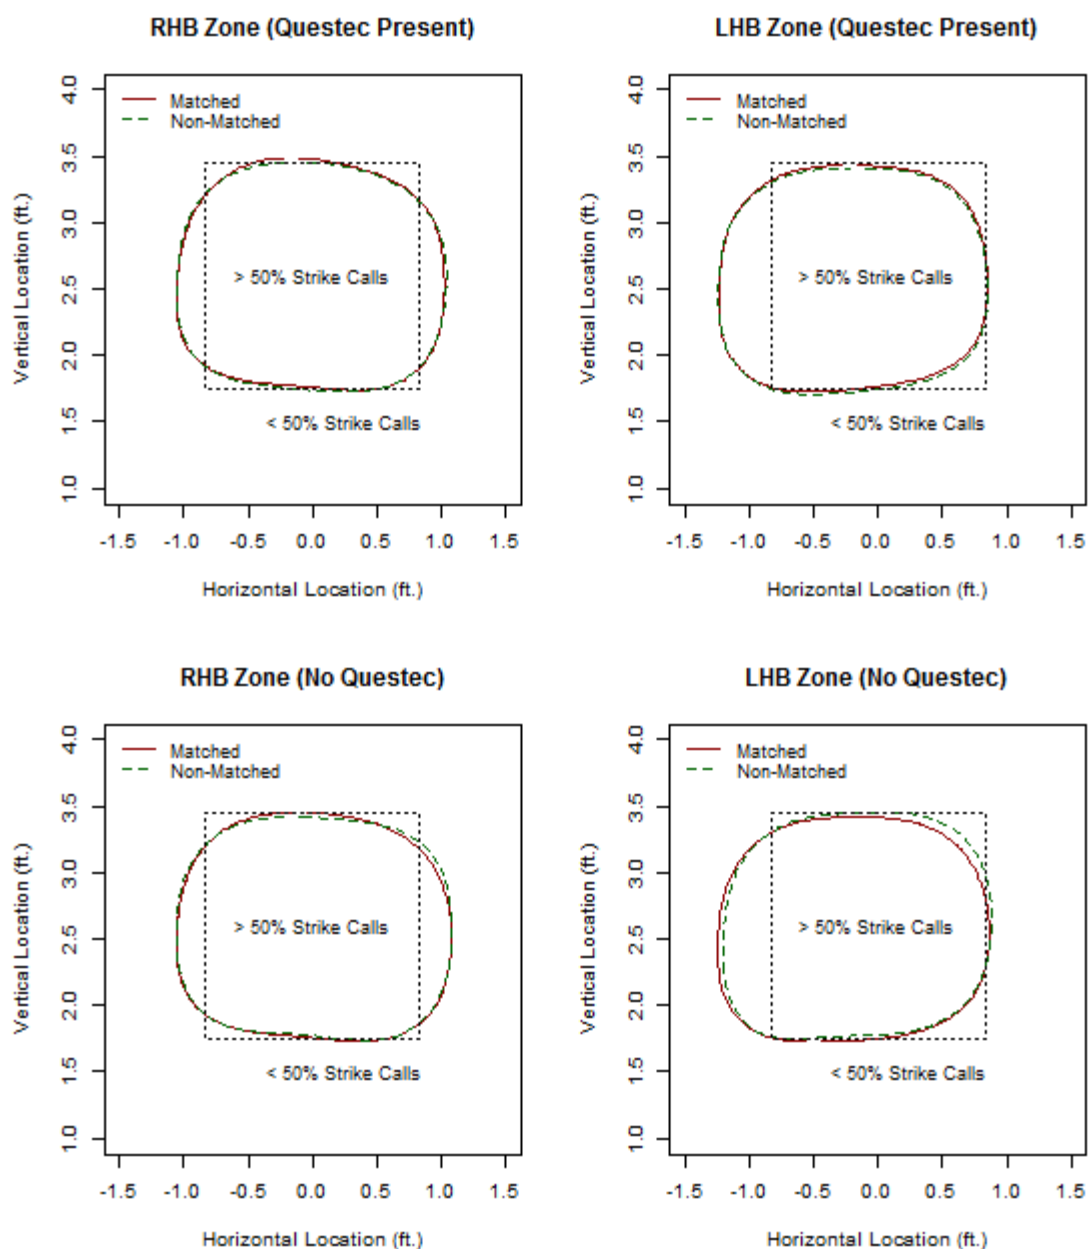 RHB Zone (Questec Present)
Matched
Non-Matched
4.0
3.5
3.0
2.5
2.0
1.5
1.0
Vertical Location (ft.)
> 50% Strike Calls
< 50% Strike Calls
-1.5 -1.0 -0.5 0.0 0.5 1.0 1.5
Horizontal Location (ft.)
LHB Zone (Questec Present)
Matched
Non-Matched
4.0
3.5
3.0
2.5
2.0
1.5
1.0
Vertical Location (ft.)
> 50% Strike Calls
< 50% Strike Calls
-1.5 -1.0 -0.5 0.0 0.5 1.0 1.5
Horizontal Location (ft.)
RHB Zone (No Questec)
Matched
Non-Matched
4.0
3.5
3.0
2.5
2.0
1.5
1.0
Vertical Location (ft.)
> 50% Strike Calls
< 50% Strike Calls
-1.5 -1.0 -0.5 0.0 0.5 1.0 1.5
Horizontal Location (ft.)
LHB Zone (No Questec)
Matched
Non-Matched
4.0
3.5
3.0
2.5
2.0
1.5
1.0
Vertical Location (ft.)
> 50% Strike Calls
< 50% Strike Calls
-1.5 -1.0 -0.5 0.0 0.5 1.0 1.5
Horizontal Location (ft.)